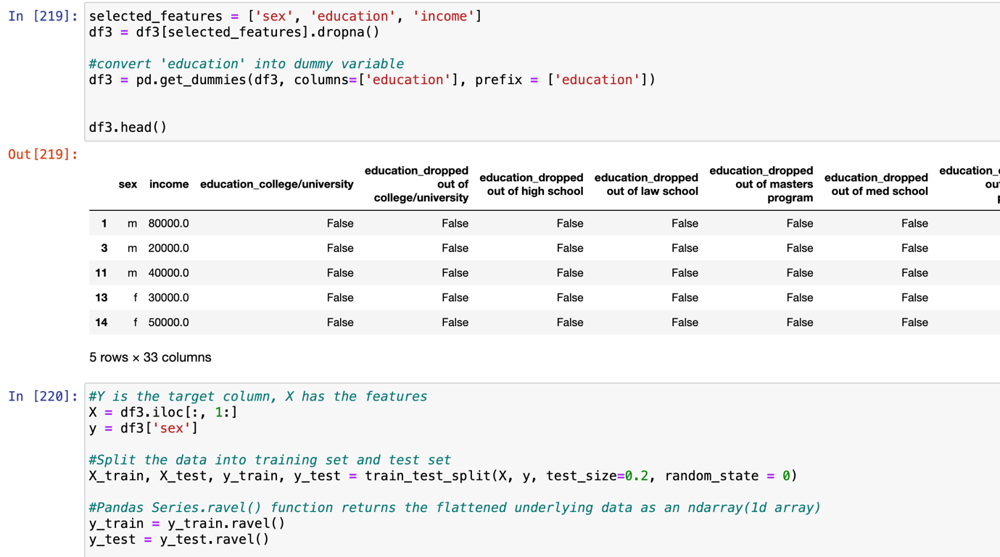 In [219]: selected_features = ['sex', 'education', 'income']
df3 = df3[selected_features].dropna()
#convert 'education' into dummy variable
df3 = pd.get_dummies(df3, columns=['education'], prefix = ['education'])
df3.head()
Out[219]:
sex income education_college/university education_dropped out of college/university education_dropped out of high school education_dropped out of law school education_dropped out of masters program education_dropped out of med school
1 m 80000.0 False False False False False False
3 m 20000.0 False False False False False False
11 m 40000.0 False False False False False False
13 f 30000.0 False False False False False False
14 f 50000.0 False False False False False False
5 rows × 33 columns
In [220]: #Y is the target column, X has the features
X = df3.iloc[:, 1:]
y = df3['sex']
#Split the data into training set and test set
X_train, X_test, y_train, y_test = train_test_split(X, y, test_size=0.2, random_state = 0)
#Pandas Series.ravel() function returns the flattened underlying data as an ndarray(1d array)
y_train = y_train.ravel()
y_test = y_test.ravel()